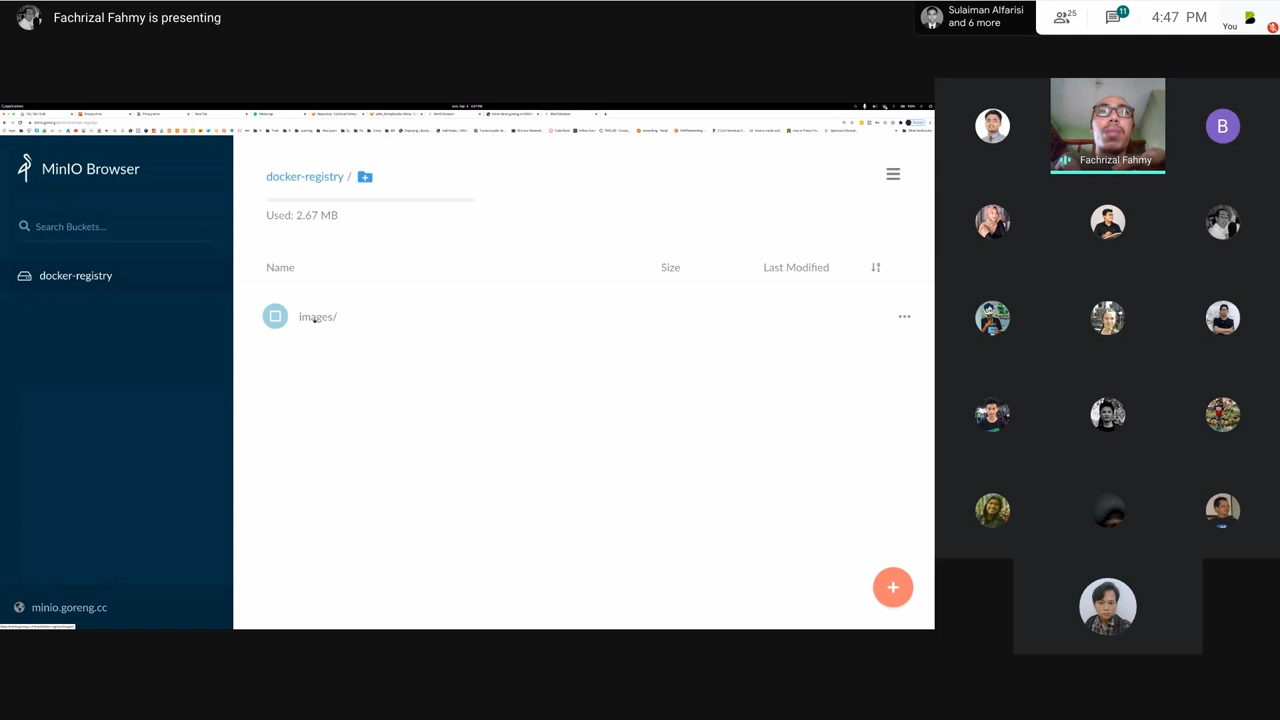 Fachrizal Fahmy is presenting
Sulaiman Alfarisi
and 6 more
25
11
4:47 PM
You
MinIO Browser
Search Buckets...
docker-registry
minio.goreng.cc
docker-registry /
Used: 2.67 MB
Name
Size
Last Modified
images/
Fachrizal Fahmy
B